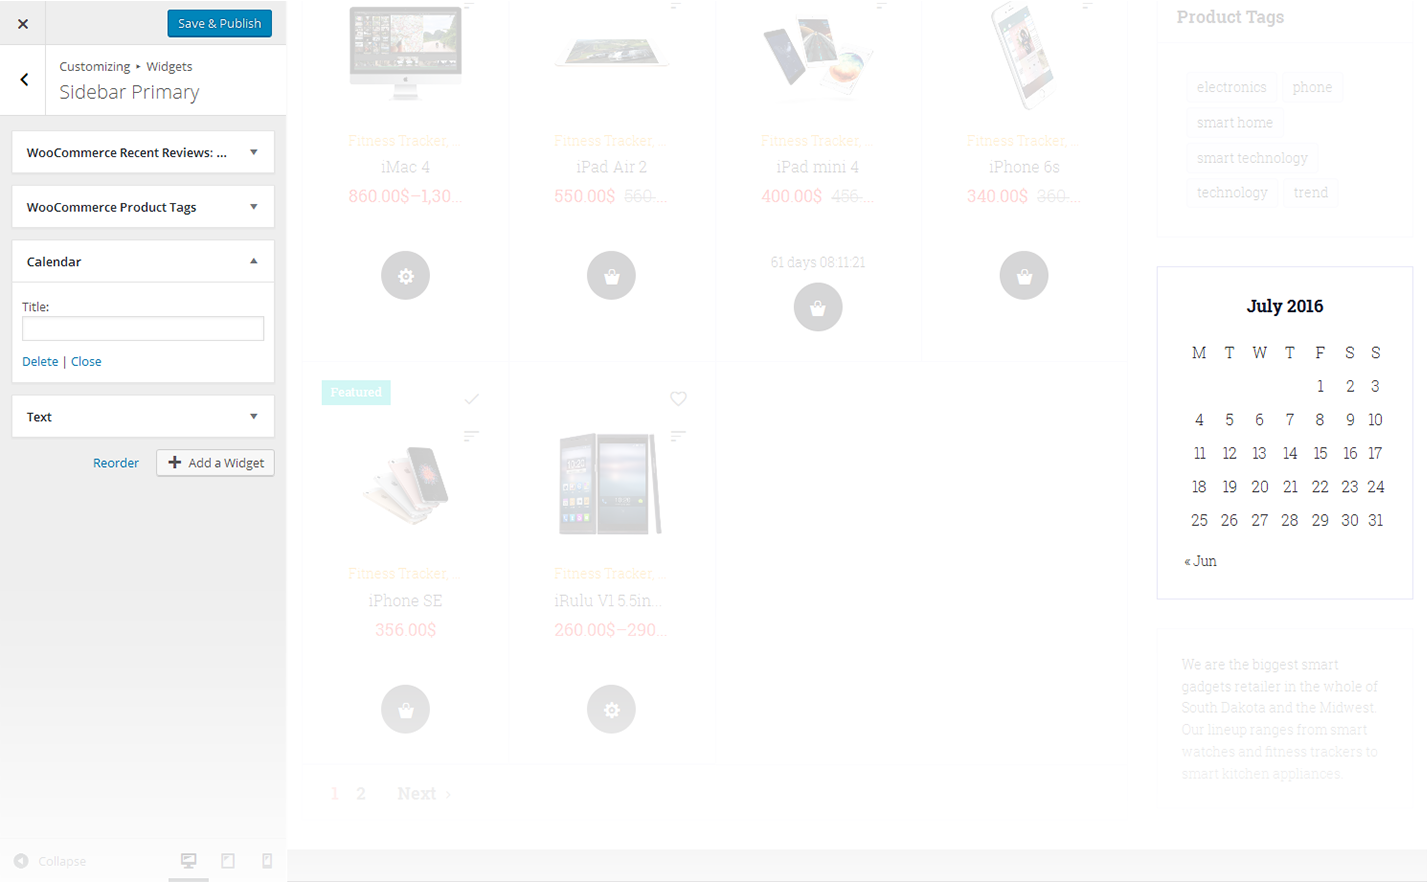 Save & Publish
Customizing ▸ Widgets
Sidebar Primary
WooCommerce Recent Reviews: ...
WooCommerce Product Tags
Calendar
Title:
Delete | Close
Text
Reorder
Add a Widget
Collapse
Fitness Tracker, ...
iMac 4
860.00$–1,30...
Fitness Tracker, ...
iPad Air 2
550.00$ 560....
Fitness Tracker, ...
iPad mini 4
400.00$ 456....
61 days 08:11:21
Fitness Tracker, ...
iPhone 6s
340.00$ 360....
Featured
Fitness Tracker, ...
iPhone SE
356.00$
Fitness Tracker, ...
iRulu V1 5.5in...
260.00$–290...
1 2 Next ›
Product Tags
electronics phone
smart home
smart technology
technology trend
July 2016
M T W T F S S
1 2 3
4 5 6 7 8 9 10
11 12 13 14 15 16 17
18 19 20 21 22 23 24
25 26 27 28 29 30 31
« Jun
We are the biggest smart
gadgets retailer in the whole of
South Dakota and the Midwest.
Our lineup ranges from smart
watches and fitness trackers to
smart kitchen appliances